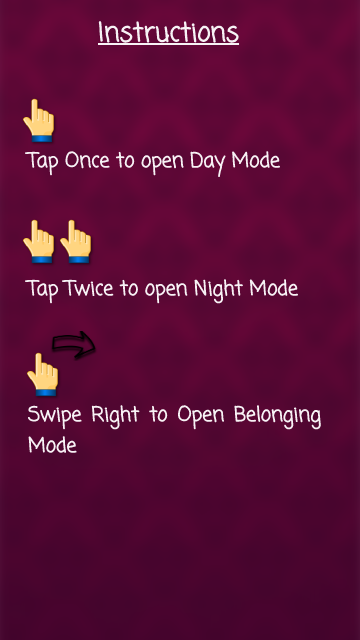 Instructions
Tap Once to open Day Mode
Tap Twice to open Night Mode
Swipe Right to Open Belonging
Mode